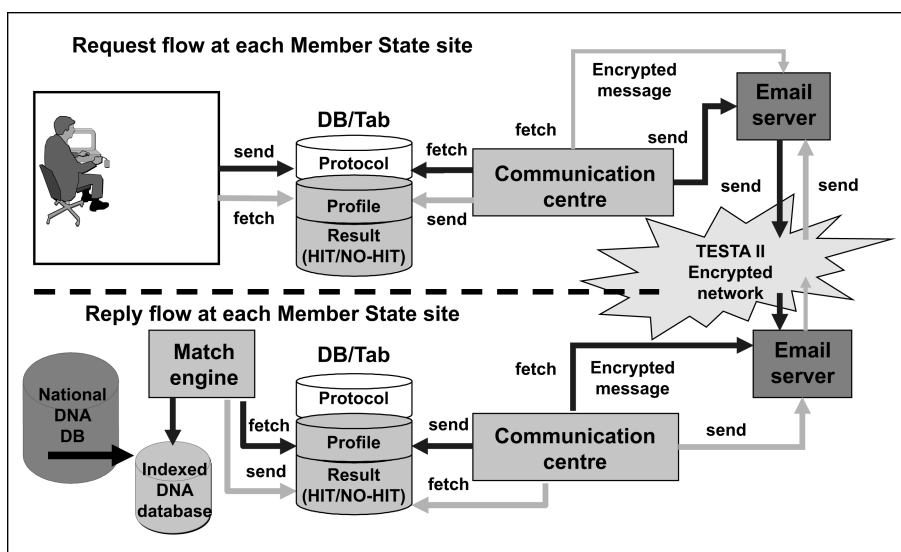 Request flow at each Member State site
DB/Tab
Protocol
Profile
Result
(HIT/NO-HIT)
send
fetch
fetch
send
Communication
centre
fetch
Encrypted
message
send
Email
server
send
send
TESTA II
Encrypted
network
Reply flow at each Member State site
National
DNA
DB
Match
engine
Indexed
DNA
database
fetch
send
DB/Tab
Protocol
Profile
Result
(HIT/NO-HIT)
send
fetch
Communication
centre
fetch
Encrypted
message
send
Email
server